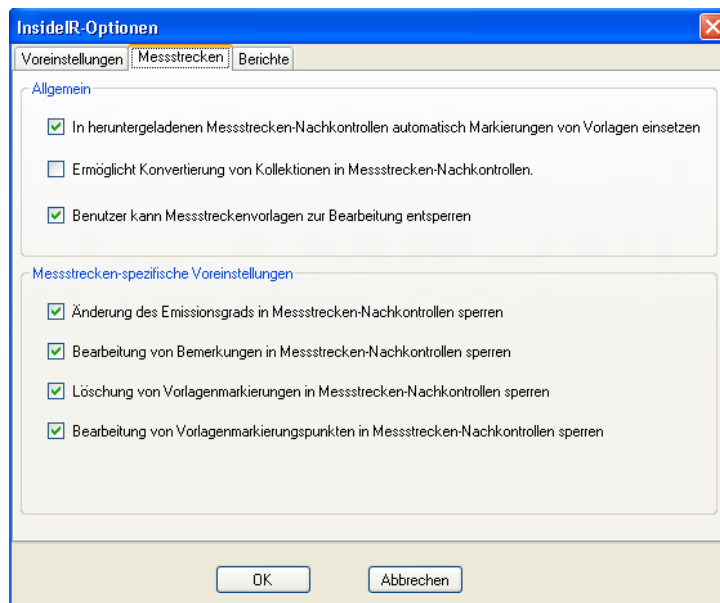 InsideIR-Optionen
Voreinstellungen Messstrecken Berichte
Allgemein
In heruntergeladenen Messstrecken-Nachkontrollen automatisch Markierungen von Vorlagen einsetzen
Ermöglicht Konvertierung von Kollektionen in Messstrecken-Nachkontrollen.
Benutzer kann Messstreckenvorlagen zur Bearbeitung entsperren
Messstrecken-spezifische Voreinstellungen
Änderung des Emissionsgrads in Messstrecken-Nachkontrollen sperren
Bearbeitung von Bemerkungen in Messstrecken-Nachkontrollen sperren
Löschung von Vorlagenmarkierungen in Messstrecken-Nachkontrollen sperren
Bearbeitung von Vorlagenmarkierungspunkten in Messstrecken-Nachkontrollen sperren
OK Abbrechen